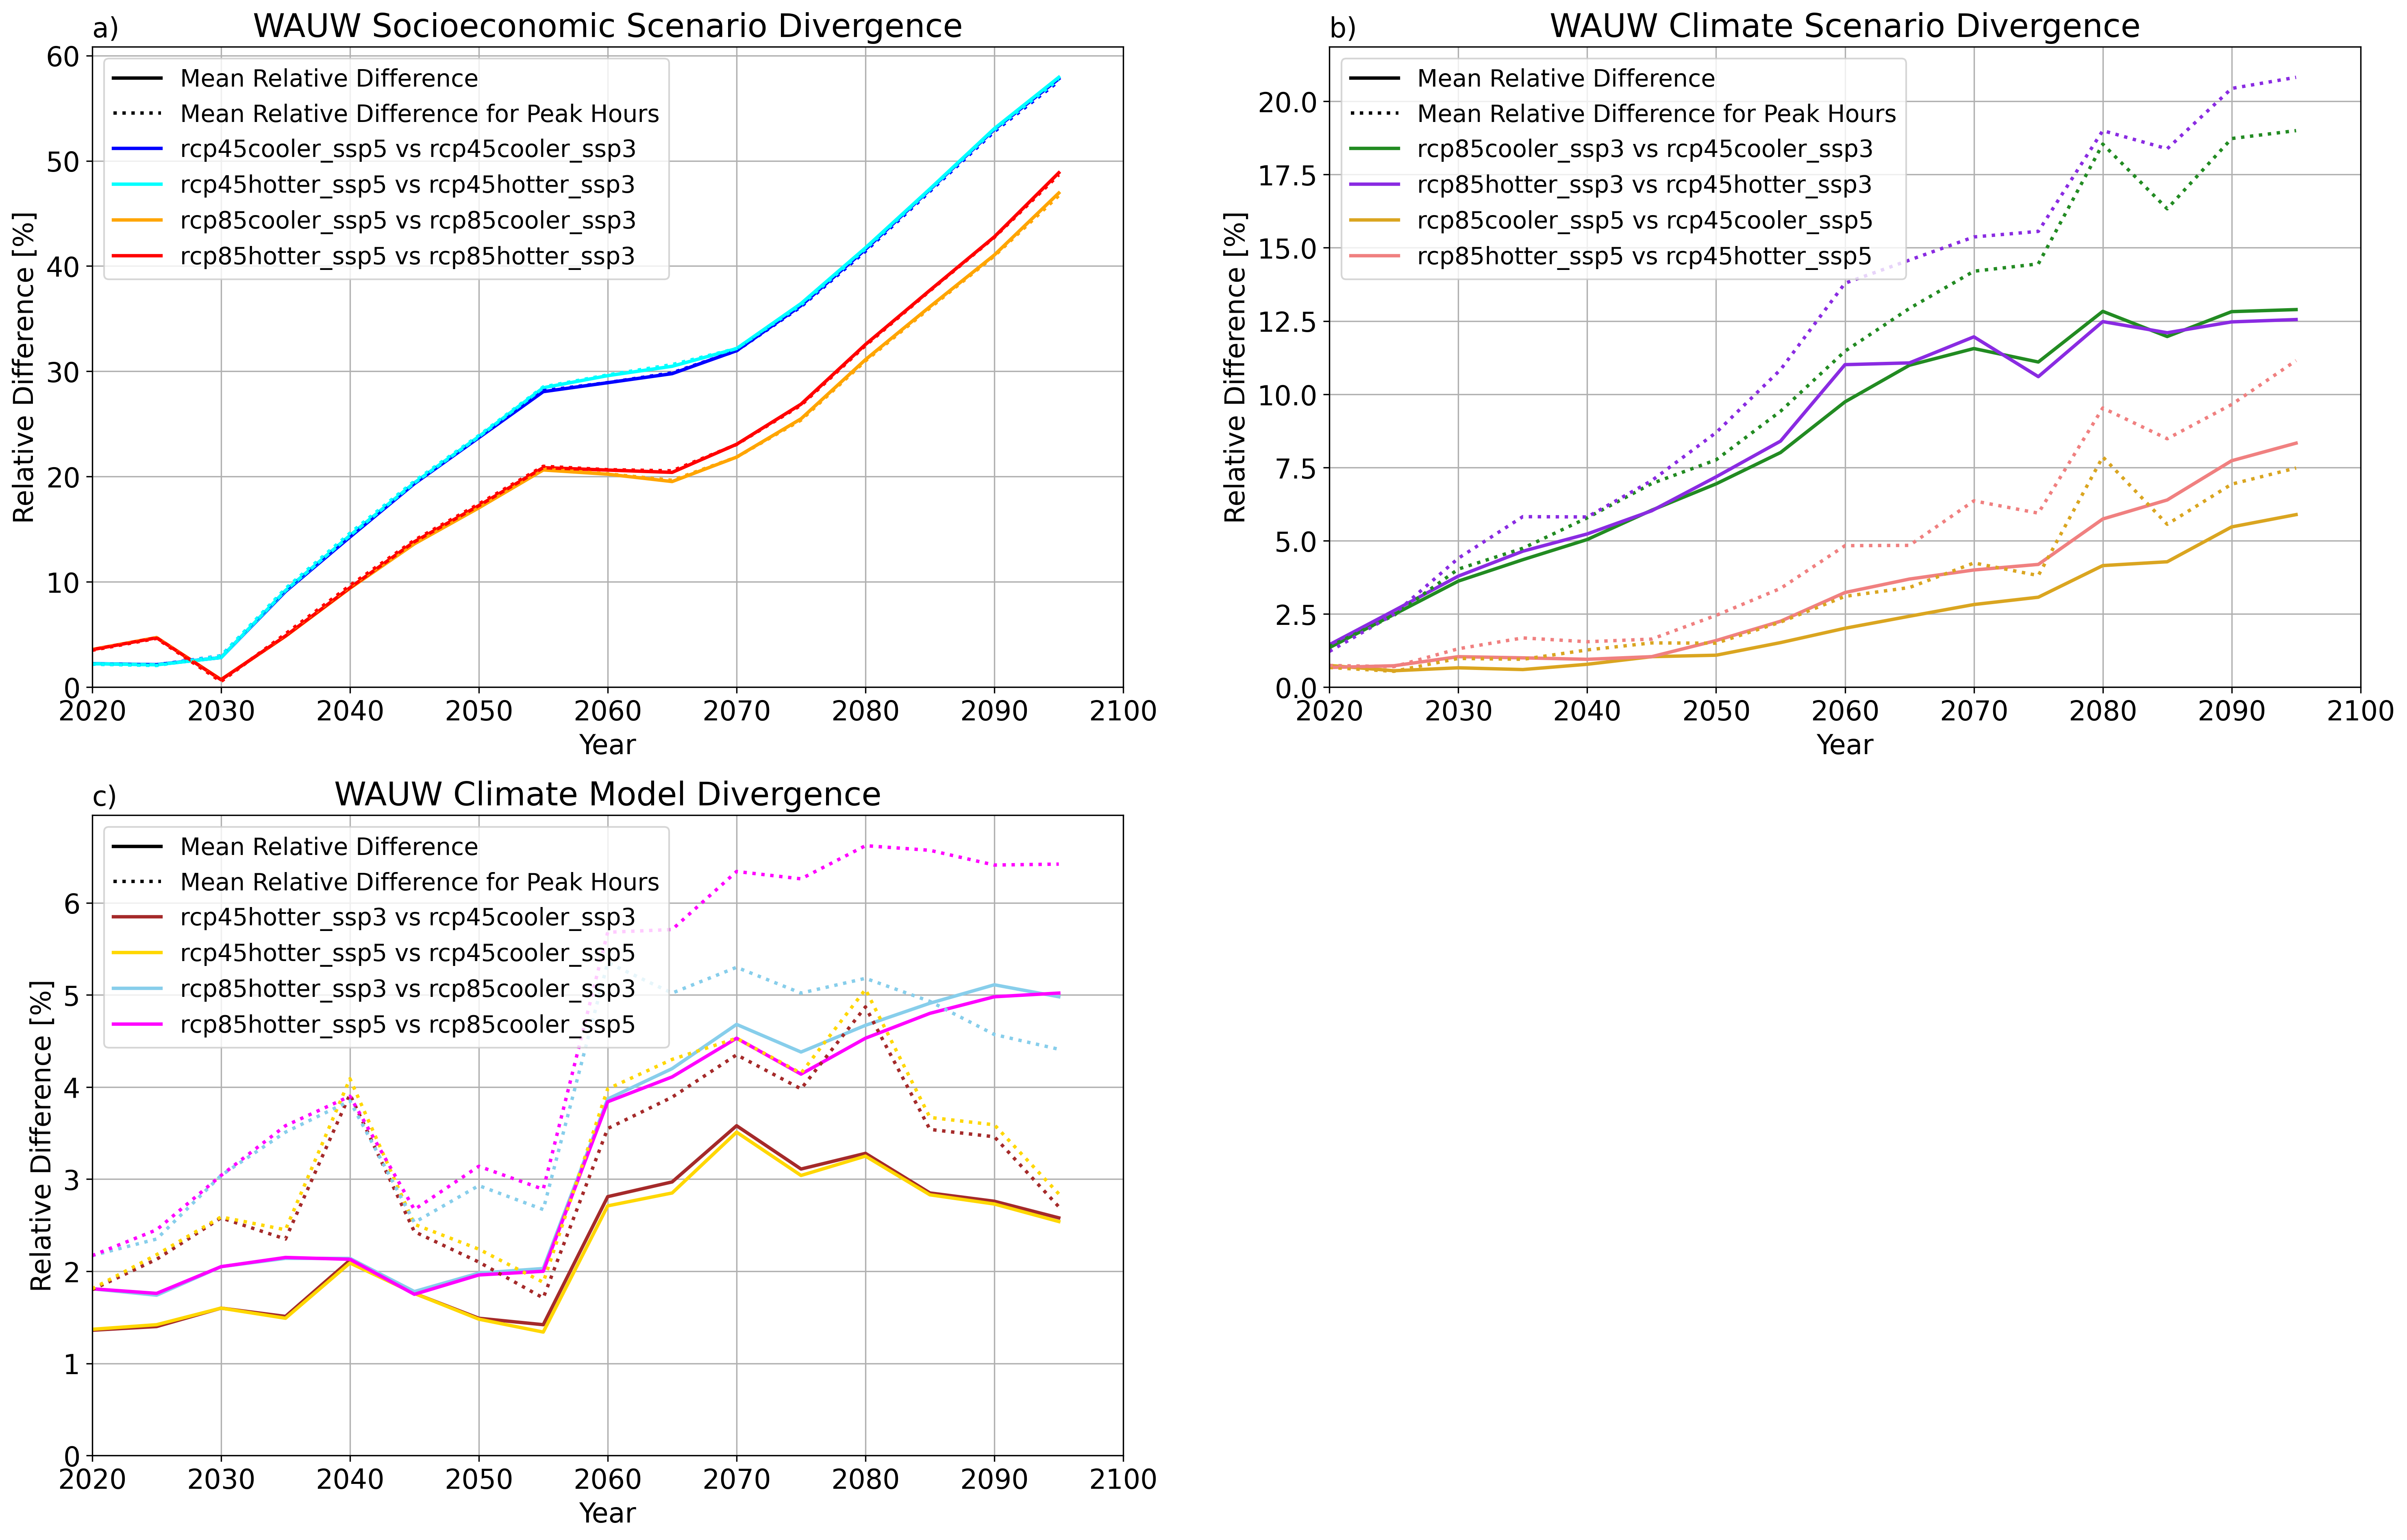 a)
WAUW Socioeconomic Scenario Divergence
60
50
40
30
20
10
0
Relative Difference [%]
Mean Relative Difference
Mean Relative Difference for Peak Hours
rcp45cooler_ssp5 vs rcp45cooler_ssp3
rcp45hotter_ssp5 vs rcp45hotter_ssp3
rcp85cooler_ssp5 vs rcp85cooler_ssp3
rcp85hotter_ssp5 vs rcp85hotter_ssp3
2020 2030 2040 2050 2060 2070 2080 2090 2100
Year
b)
WAUW Climate Scenario Divergence
20.0
17.5
15.0
12.5
10.0
7.5
5.0
2.5
0.0
Relative Difference [%]
Mean Relative Difference
Mean Relative Difference for Peak Hours
rcp85cooler_ssp3 vs rcp45cooler_ssp3
rcp85hotter_ssp3 vs rcp45hotter_ssp3
rcp85cooler_ssp5 vs rcp45cooler_ssp5
rcp85hotter_ssp5 vs rcp45hotter_ssp5
2020 2030 2040 2050 2060 2070 2080 2090 2100
Year
c)
WAUW Climate Model Divergence
6
5
4
3
2
1
0
Relative Difference [%]
Mean Relative Difference
Mean Relative Difference for Peak Hours
rcp45hotter_ssp3 vs rcp45cooler_ssp3
rcp45hotter_ssp5 vs rcp45cooler_ssp5
rcp85hotter_ssp3 vs rcp85cooler_ssp3
rcp85hotter_ssp5 vs rcp85cooler_ssp5
2020 2030 2040 2050 2060 2070 2080 2090 2100
Year